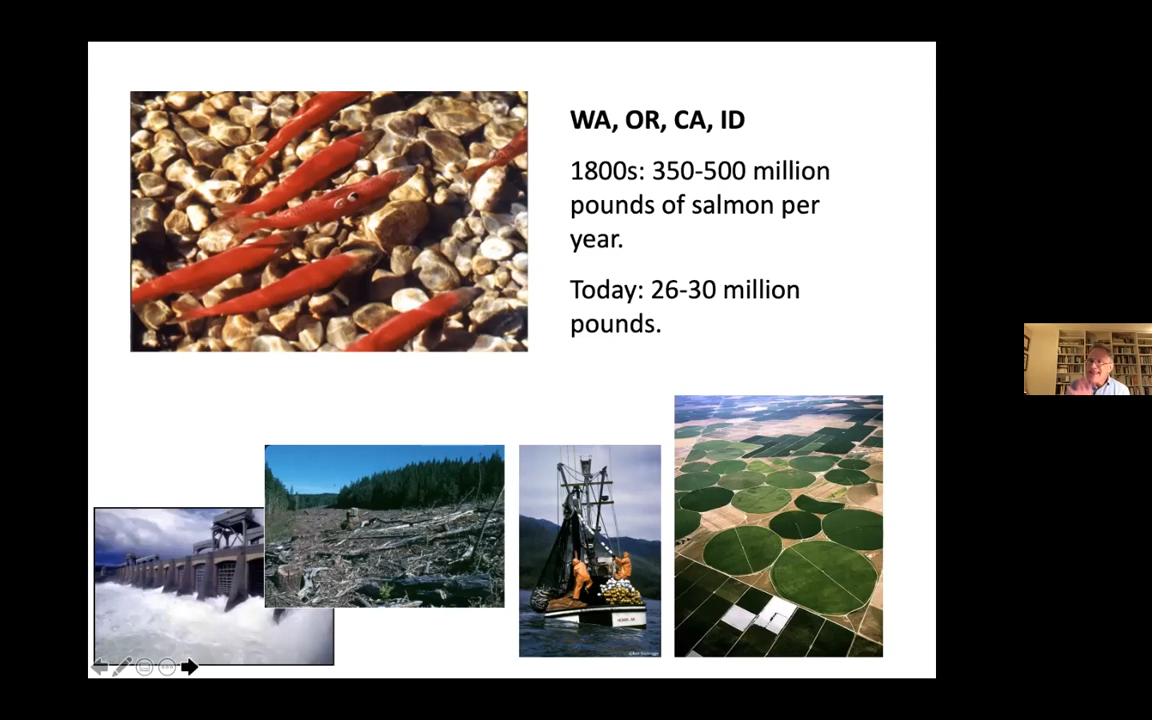 WA, OR, CA, ID
1800s: 350-500 million
pounds of salmon per
year.
Today: 26-30 million
pounds.